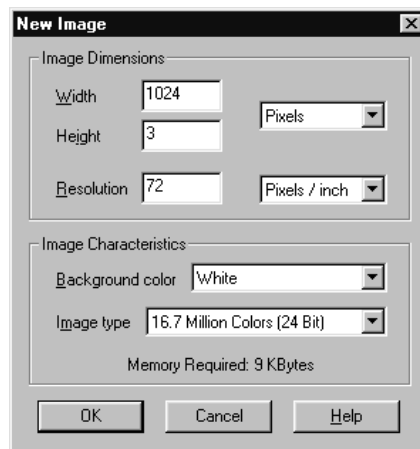 New Image
Image Dimensions
Width 1024
Pixels
Height 3
Resolution 72 Pixels / inch
Image Characteristics
Background color White
Image type 16.7 Million Colors (24 Bit)
Memory Required: 9 KBytes
OK Cancel Help